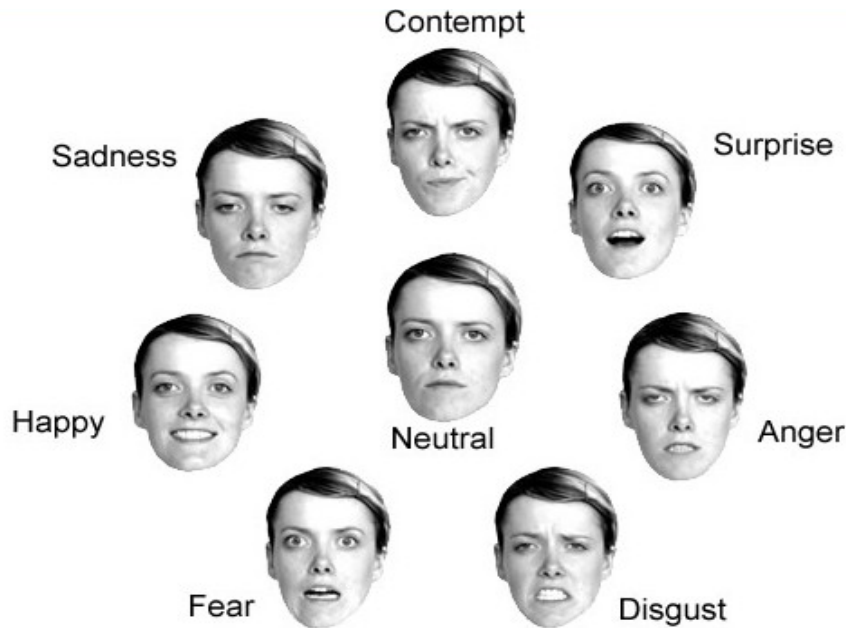 Contempt
Sadness
Surprise
Happy
Neutral
Anger
Fear
Disgust